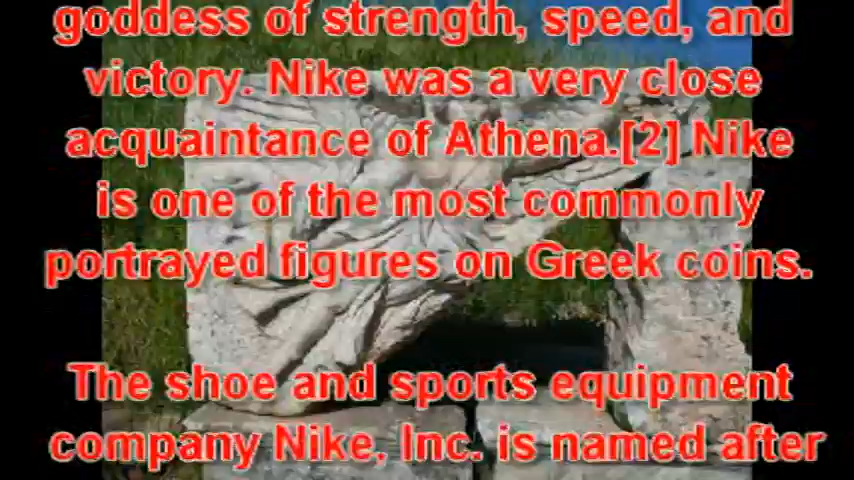 goddess of strength, speed, and
victory. Nike was a very close
acquaintance of Athena.[2] Nike
is one of the most commonly
portrayed figures on Greek coins.
The shoe and sports equipment
company Nike, Inc. is named after